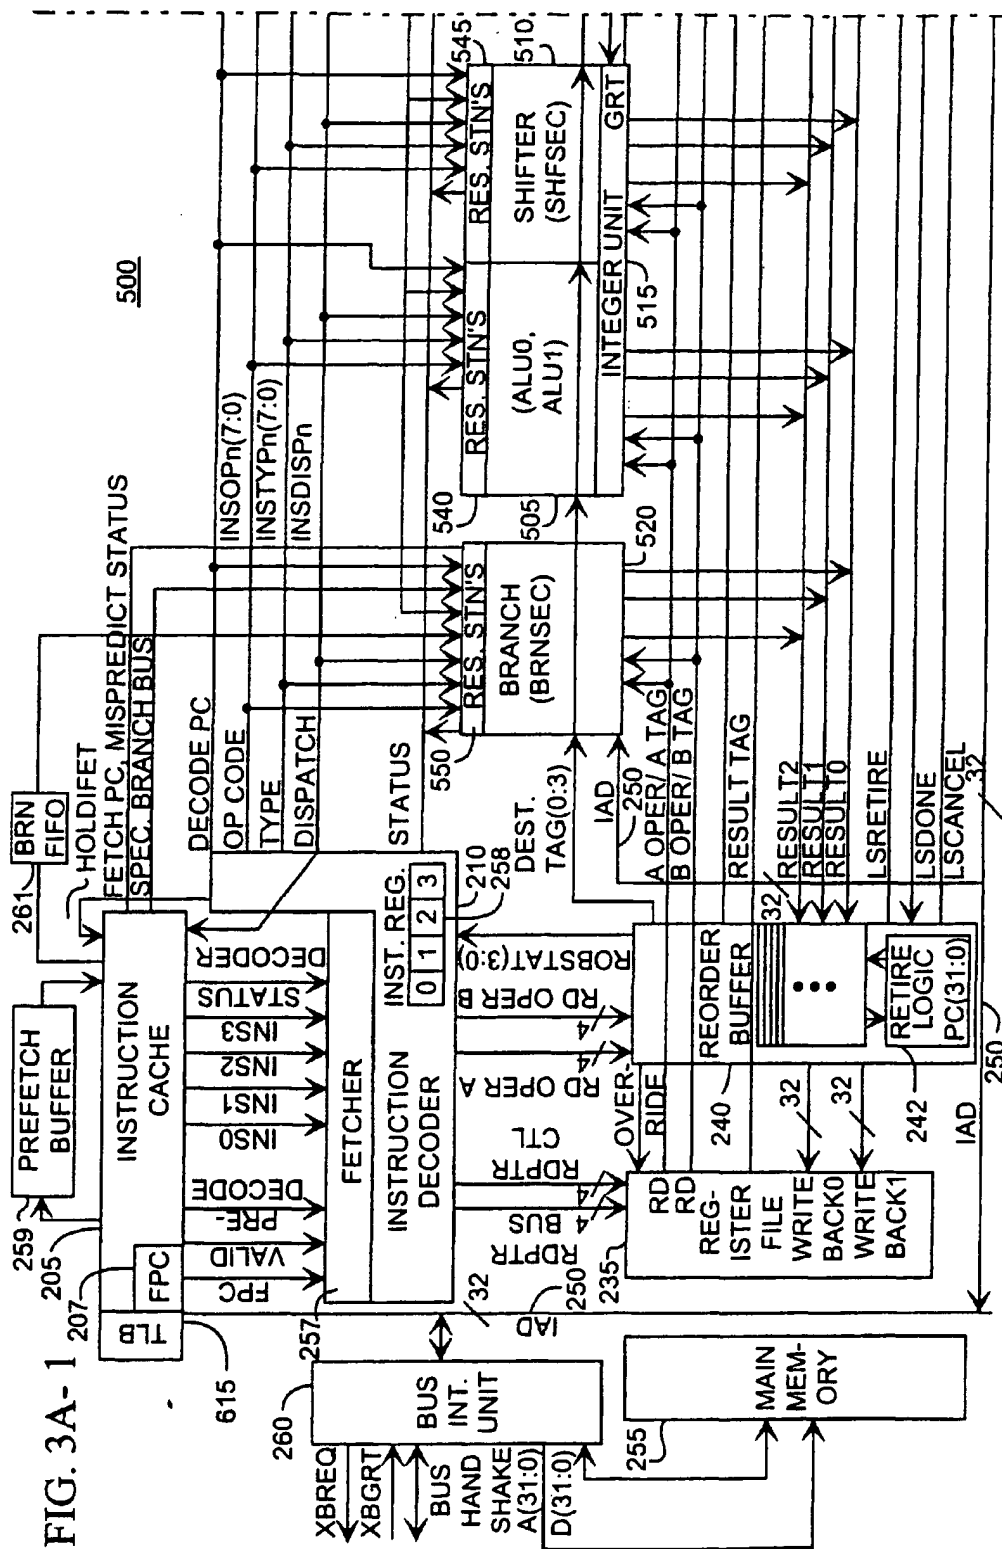 FIG. 3A-1
500
615
TLB
207
FPC
205
259
PREFETCH
BUFFER
INSTRUCTION
CACHE
261
BRN
FIFO
HOLDIFET
FETCH PC, MISPREDICT STATUS
SPEC. BRANCH BUS
FPC
VALID
PRE-
DECODE
INS0
INS1
INS2
INS3
STATUS
DECODER
257
FETCHER
INSTRUCTION
DECODER
INST. REG.
0 1 2 3
210
258
DECODE PC
OP CODE
TYPE
DISPATCH
STATUS
INSOPn(7:0)
INSTYPn(7:0)
INSDISPn
260
BUS
INT.
UNIT
XBREQ
XBGRT
BUS
HAND
SHAKE
A(31:0)
D(31:0)
32
IAD
250
255
MAIN
MEM-
ORY
RDPTR
BUS
4
RDPTR
CTL
4
RD OPER A
4
RD OPER B
4
ROBSTAT(3:0)
DEST.
TAG(0:3)
IAD
250
235
RD
RD
REG-
ISTER
FILE
WRITE
BACK0
WRITE
BACK1
OVER-
RIDE
240
32
32
242
IAD
250
REORDER
BUFFER
RETIRE
LOGIC
PC(31:0)
A OPER/ A TAG
B OPER/ B TAG
RESULT TAG
32
RESULT2
RESULT1
RESULT0
LSRETIRE
LSDONE
LSCANCEL
32
550
RES. STN'S
BRANCH
(BRNSEC)
520
540
RES. STN'S
(ALU0,
ALU1)
505
545
RES. STN'S
SHIFTER
(SHFSEC)
510
INTEGER UNIT
GRT
515